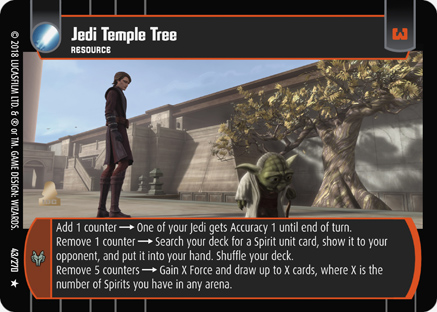 Jedi Temple Tree
RESOURCE
3
© 2018 LUCASFILM LTD. & ® or TM. GAME DESIGN: WIZARDS.
43/270
Add 1 counter → One of your Jedi gets Accuracy 1 until end of turn.
Remove 1 counter → Search your deck for a Spirit unit card, show it to your
opponent, and put it into your hand. Shuffle your deck.
Remove 5 counters → Gain X Force and draw up to X cards, where X is the
number of Spirits you have in any arena.